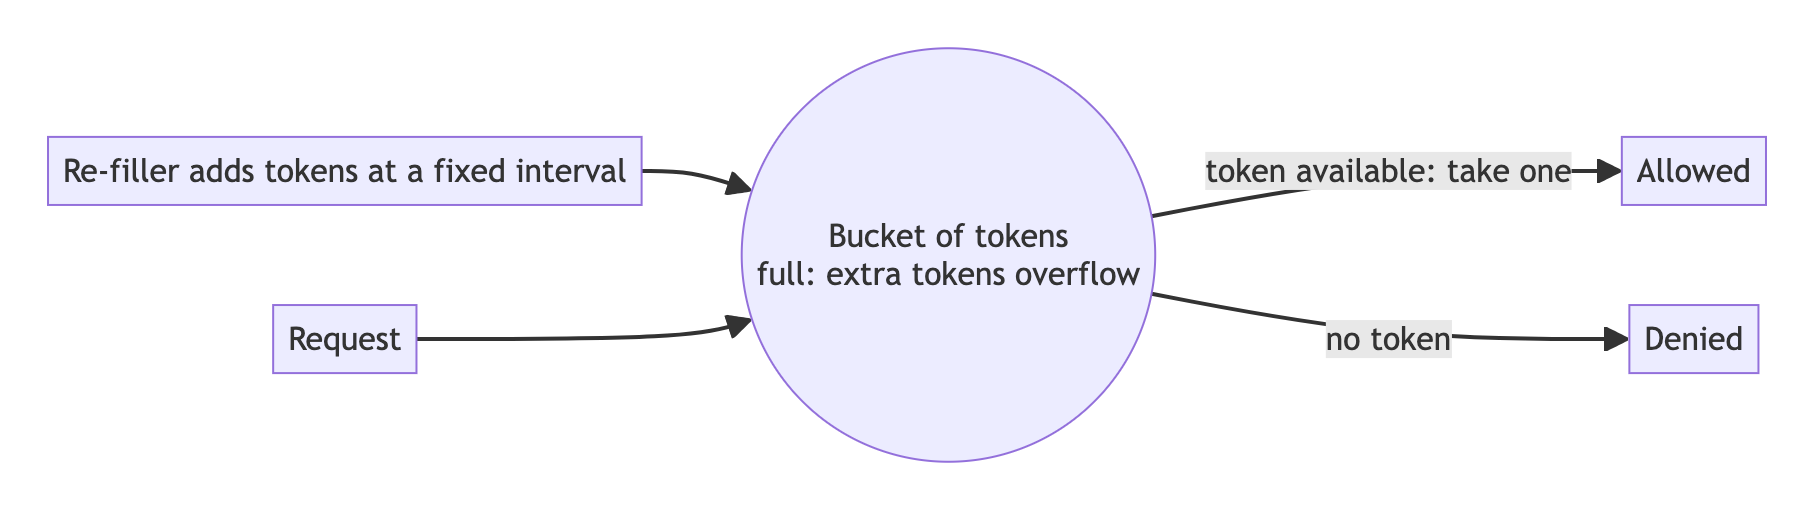 Re-filler adds tokens at a fixed interval
Request
Bucket of tokens
full: extra tokens overflow
token available: take one
no token
Allowed
Denied